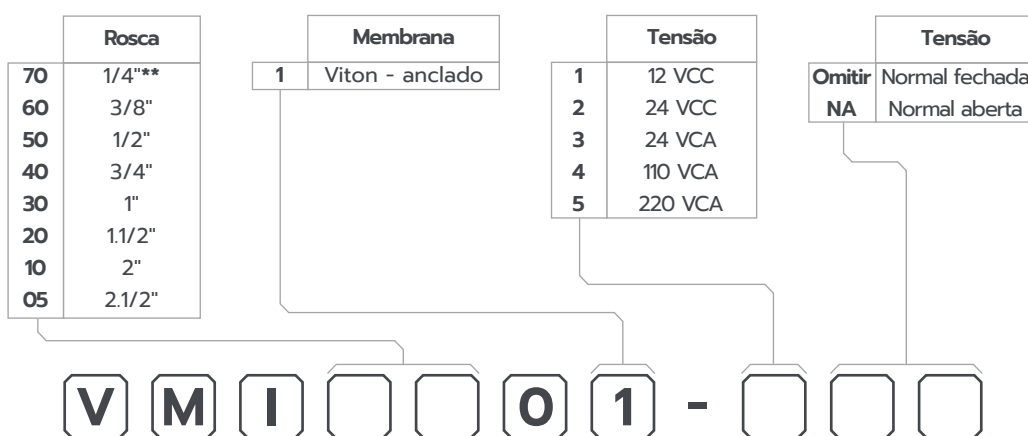 Rosca
70 1/4"**
60 3/8"
50 1/2"
40 3/4"
30 1"
20 1.1/2"
10 2"
05 2.1/2"
Membrana
1 Viton - anclado
Tensão
1 12 VCC
2 24 VCC
3 24 VCA
4 110 VCA
5 220 VCA
Tensão
Omitir Normal fechada
NA Normal aberta
V M I 0 1 -